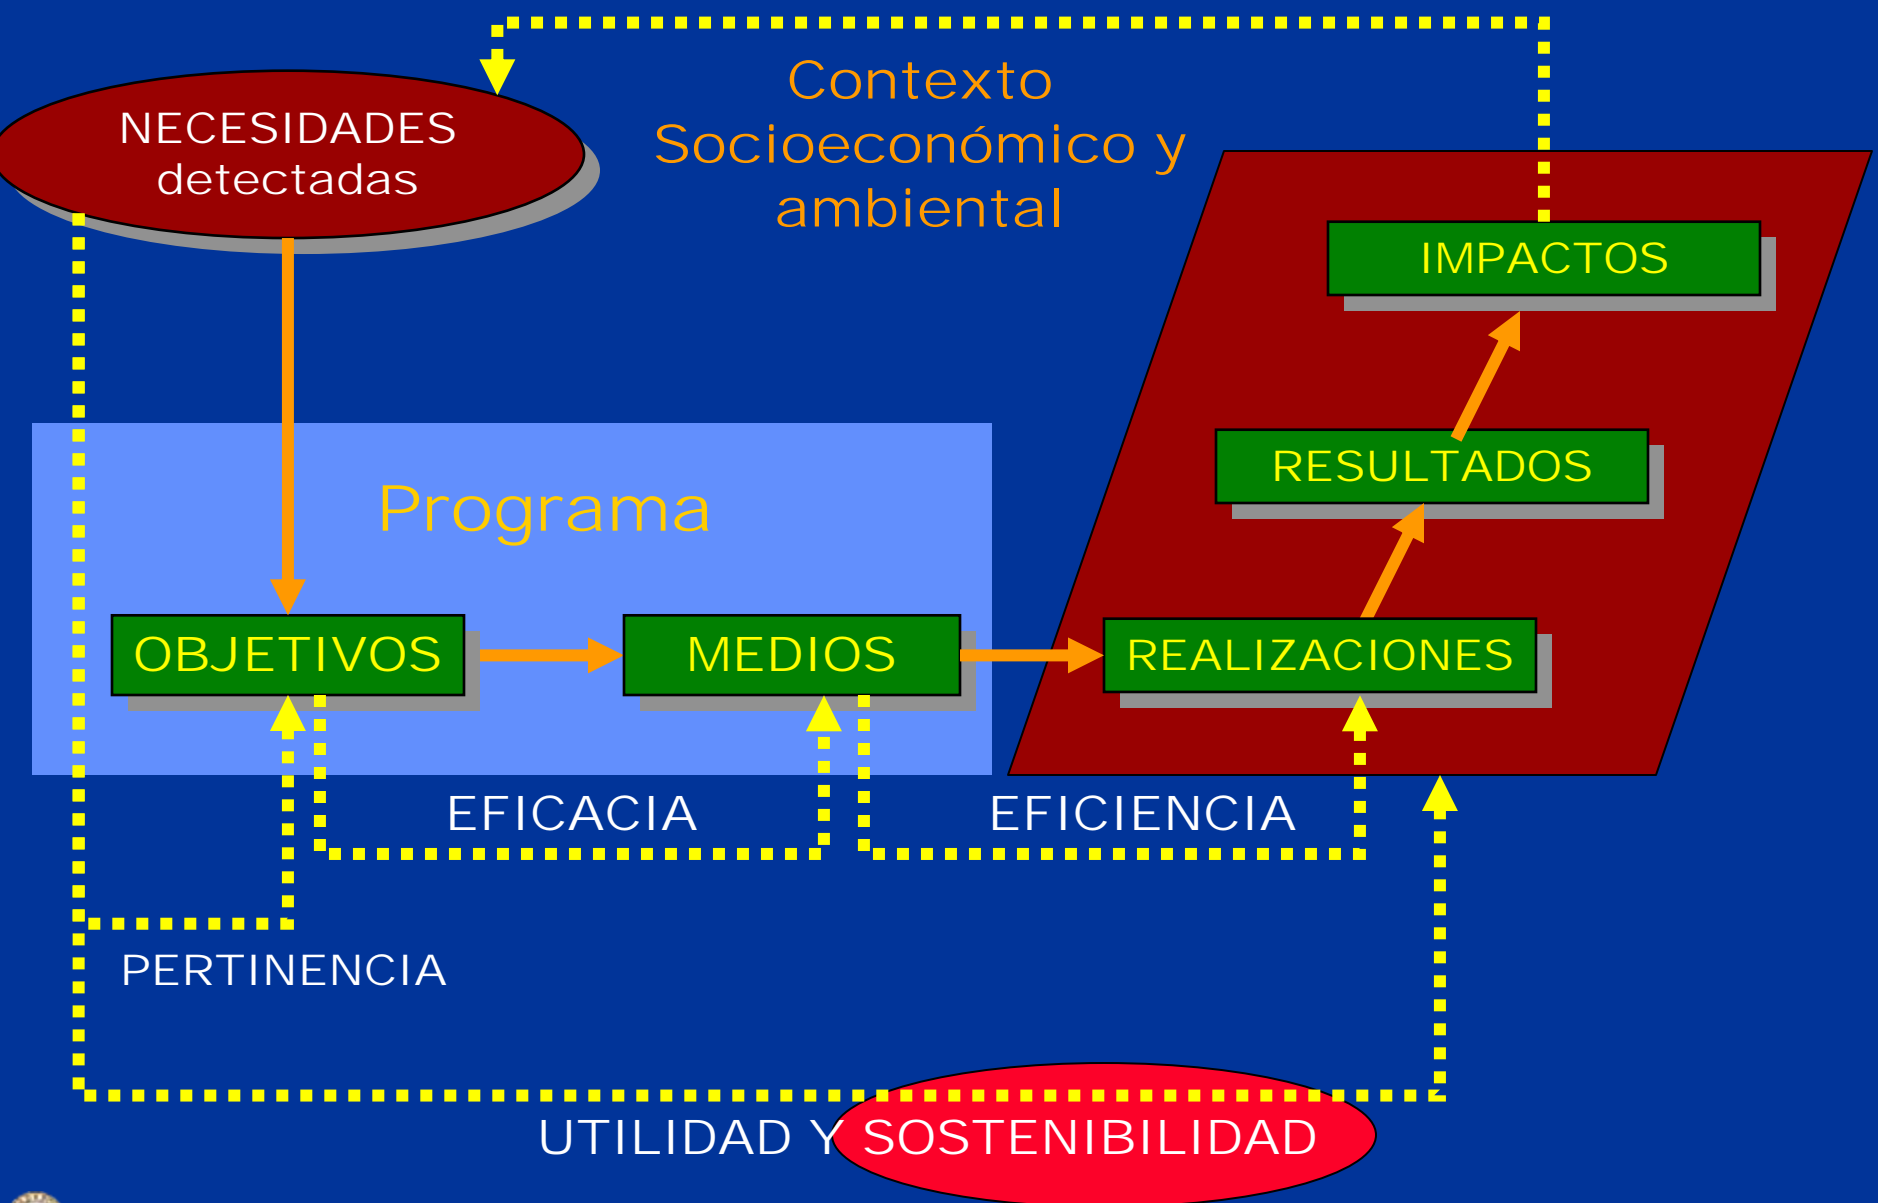 Contexto
Socioeconómico y
ambiental
NECESIDADES
detectadas
IMPACTOS
RESULTADOS
Programa
OBJETIVOS
MEDIOS
REALIZACIONES
EFICACIA
EFICIENCIA
PERTINENCIA
UTILIDAD Y SOSTENIBILIDAD